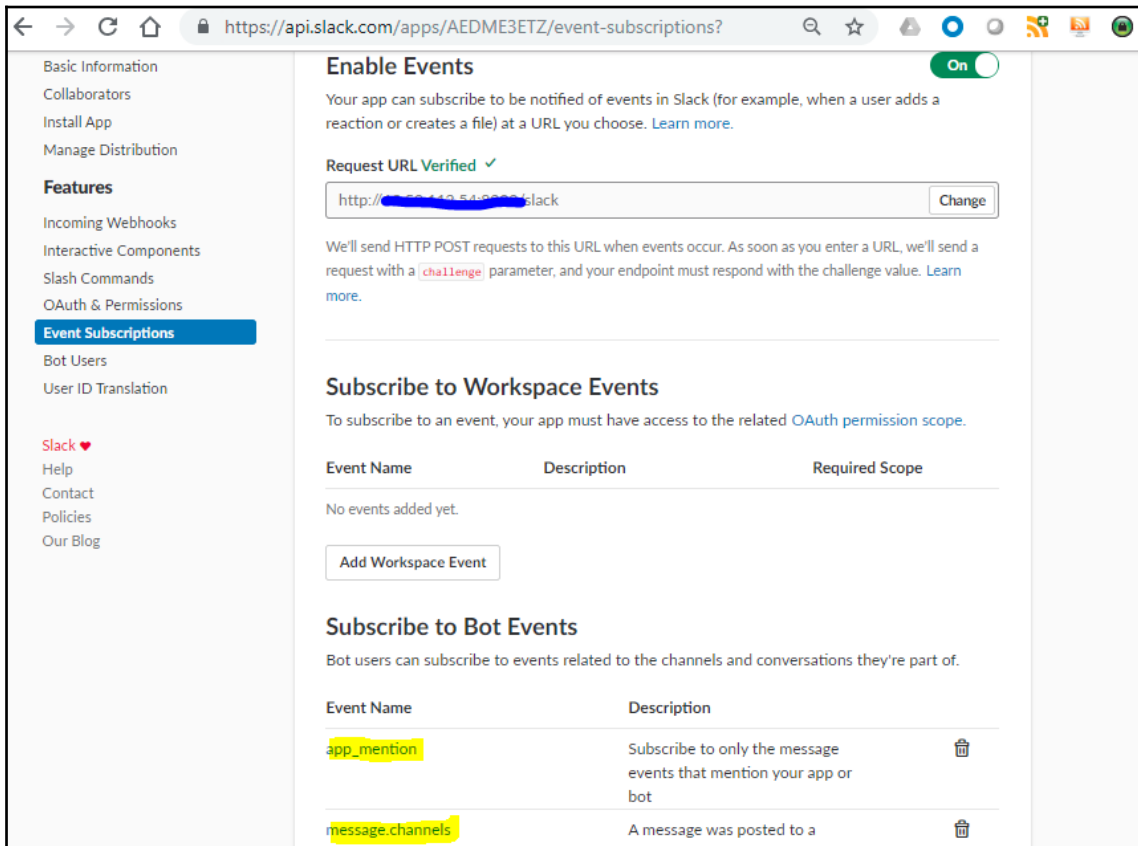 https://api.slack.com/apps/AEDME3ETZ/event-subscriptions?
Basic Information
Collaborators
Install App
Manage Distribution
Features
Incoming Webhooks
Interactive Components
Slash Commands
OAuth & Permissions
Event Subscriptions
Bot Users
User ID Translation
Slack
Help
Contact
Policies
Our Blog
Enable Events
On
Your app can subscribe to be notified of events in Slack (for example, when a user adds a
reaction or creates a file) at a URL you choose. Learn more.
Request URL Verified
http:// /slack
Change
We'll send HTTP POST requests to this URL when events occur. As soon as you enter a URL, we'll send a
request with a challenge parameter, and your endpoint must respond with the challenge value. Learn
more.
Subscribe to Workspace Events
To subscribe to an event, your app must have access to the related OAuth permission scope.
Event Name Description Required Scope
No events added yet.
Add Workspace Event
Subscribe to Bot Events
Bot users can subscribe to events related to the channels and conversations they're part of.
Event Name Description
app_mention Subscribe to only the message
events that mention your app or
bot
message.channels A message was posted to a